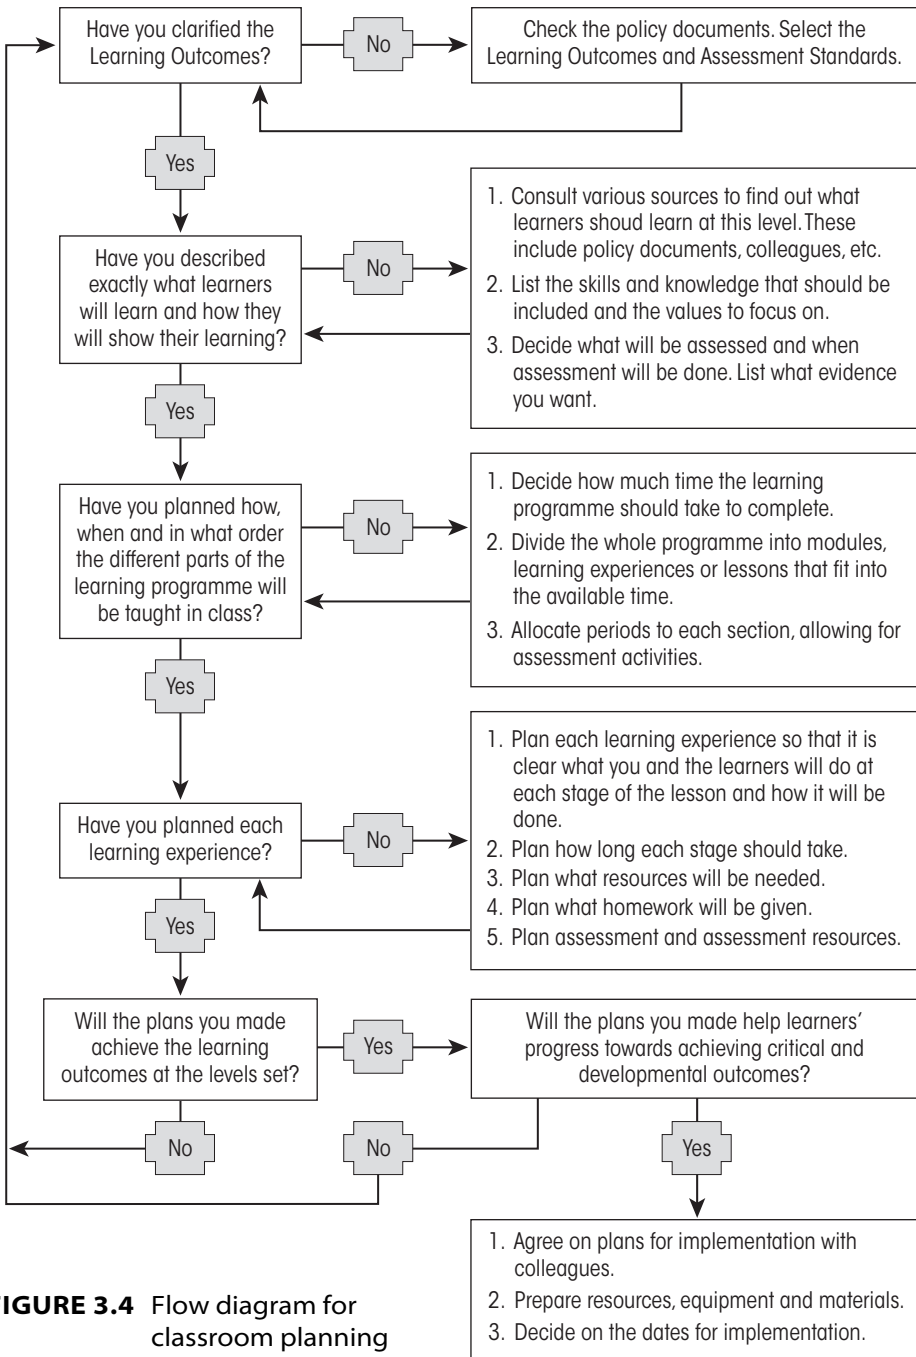 Have you clarified the
Learning Outcomes?
No
Check the policy documents. Select the
Learning Outcomes and Assessment Standards.
Yes
Have you described
exactly what learners
will learn and how they
will show their learning?
No
1. Consult various sources to find out what
learners shoud learn at this level. These
include policy documents, colleagues, etc.
2. List the skills and knowledge that should be
included and the values to focus on.
3. Decide what will be assessed and when
assessment will be done. List what evidence
you want.
Yes
Have you planned how,
when and in what order
the different parts of the
learning programme will
be taught in class?
No
1. Decide how much time the learning
programme should take to complete.
2. Divide the whole programme into modules,
learning experiences or lessons that fit into
the available time.
3. Allocate periods to each section, allowing for
assessment activities.
Yes
Have you planned each
learning experience?
No
1. Plan each learning experience so that it is
clear what you and the learners will do at
each stage of the lesson and how it will be
done.
2. Plan how long each stage should take.
3. Plan what resources will be needed.
4. Plan what homework will be given.
5. Plan assessment and assessment resources.
Yes
Will the plans you made
achieve the learning
outcomes at the levels set?
Yes
Will the plans you made help learners'
progress towards achieving critical and
developmental outcomes?
No
No
Yes
1. Agree on plans for implementation with
colleagues.
2. Prepare resources, equipment and materials.
3. Decide on the dates for implementation.
FIGURE 3.4 Flow diagram for
classroom planning